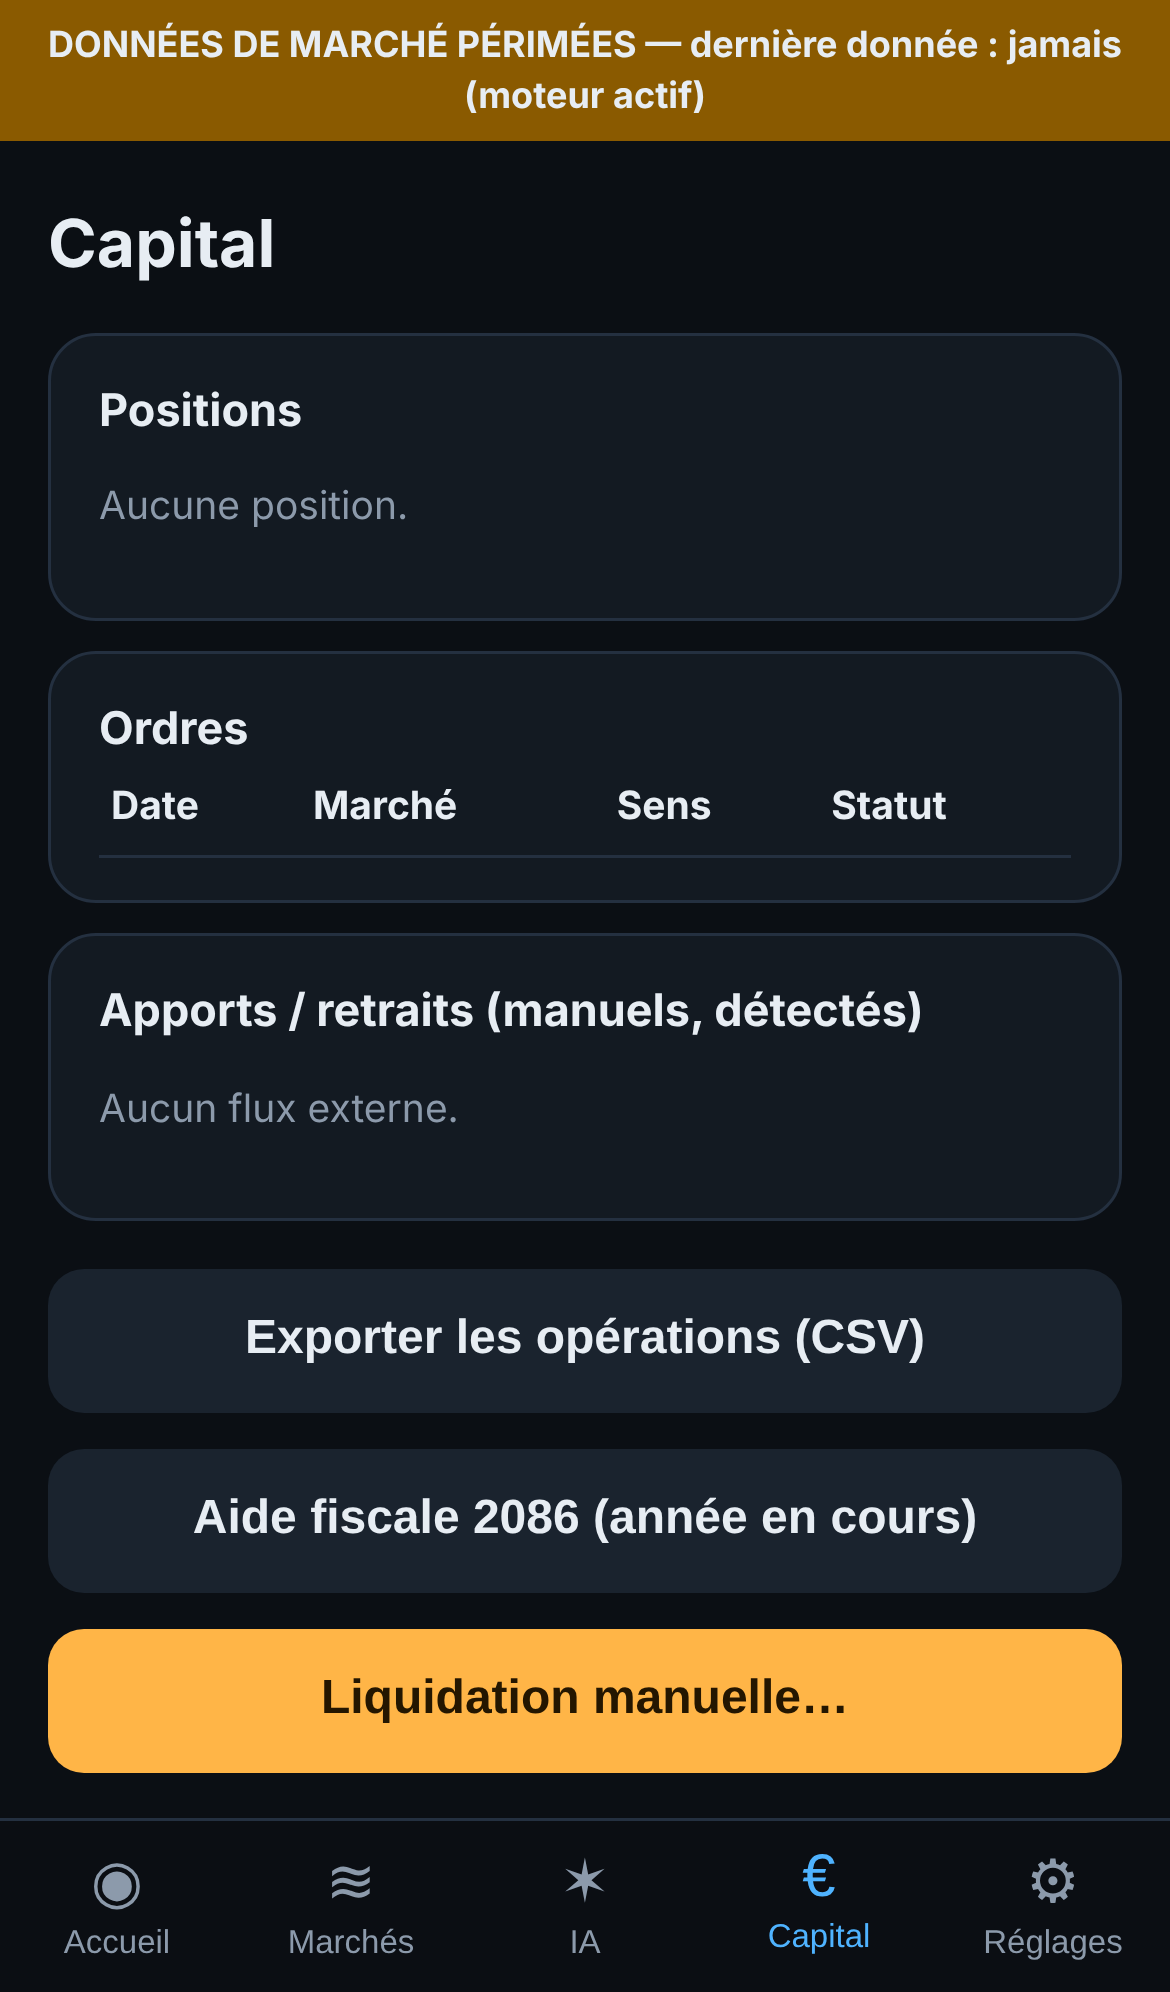 DONNÉES DE MARCHÉ PÉRIMÉES — dernière donnée : jamais
(moteur actif)
Capital
Positions
Aucune position.
Ordres
Date Marché Sens Statut
Apports / retraits (manuels, détectés)
Aucun flux externe.
Exporter les opérations (CSV)
Aide fiscale 2086 (année en cours)
Liquidation manuelle…
Accueil Marchés IA Capital Réglages